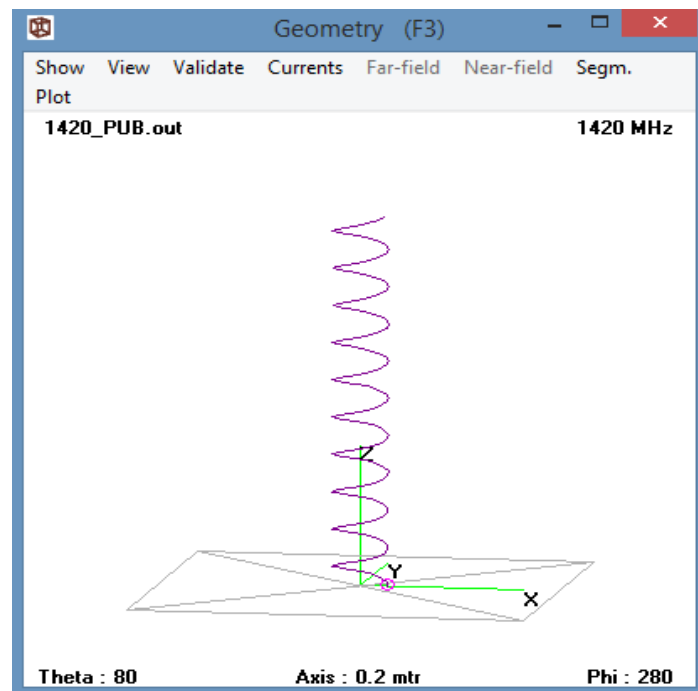 Geometry (F3)
Show View Validate Currents Far-field Near-field Segm.
Plot
1420_PUB.out 1420 MHz
Z
Y
X
Theta : 80 Axis : 0.2 mtr Phi : 280